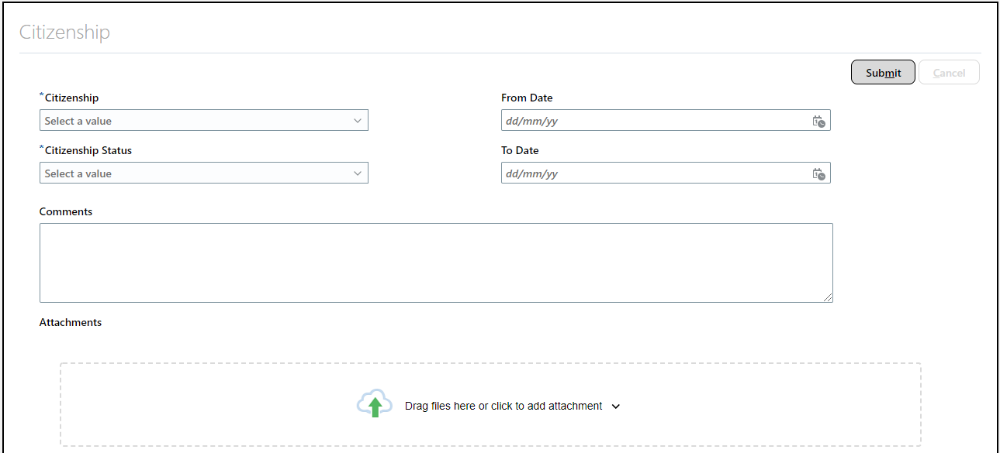 Citizenship
Submit
Cancel
*Citizenship
Select a value
From Date
dd/mm/yy
*Citizenship Status
Select a value
To Date
dd/mm/yy
Comments
Attachments
Drag files here or click to add attachment